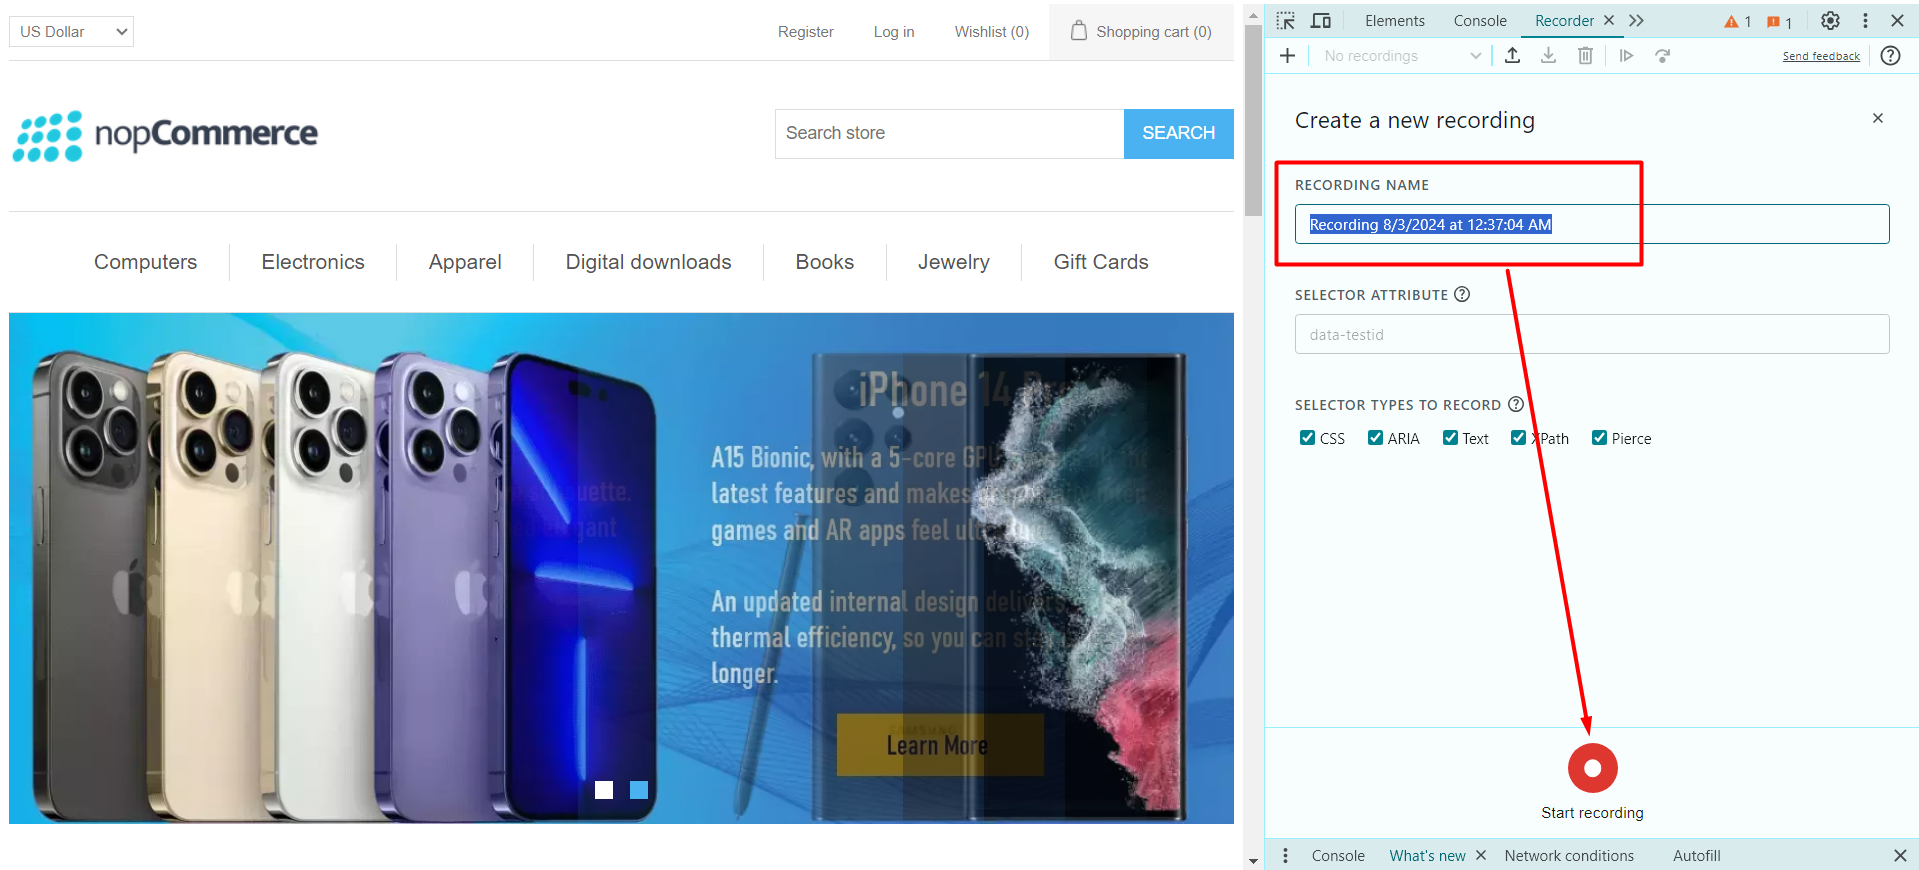 US Dollar
Register
Log in
Wishlist (0)
Shopping cart (0)
nopCommerce
Search store
SEARCH
Computers
Electronics
Apparel
Digital downloads
Books
Jewelry
Gift Cards
iPhone 14 Pro
A15 Bionic, with a 5-core GPU
latest features and makes
games and AR apps feel
An updated internal design delivers
thermal efficiency, so you can
longer.
SAMSUNG
Learn More
silhouette.
Elements
Console
Recorder
1
1
No recordings
Send feedback
Create a new recording
RECORDING NAME
Recording 8/3/2024 at 12:37:04 AM
SELECTOR ATTRIBUTE
data-testid
SELECTOR TYPES TO RECORD
CSS
ARIA
Text
XPath
Pierce
Start recording
Console
What's new
Network conditions
Autofill